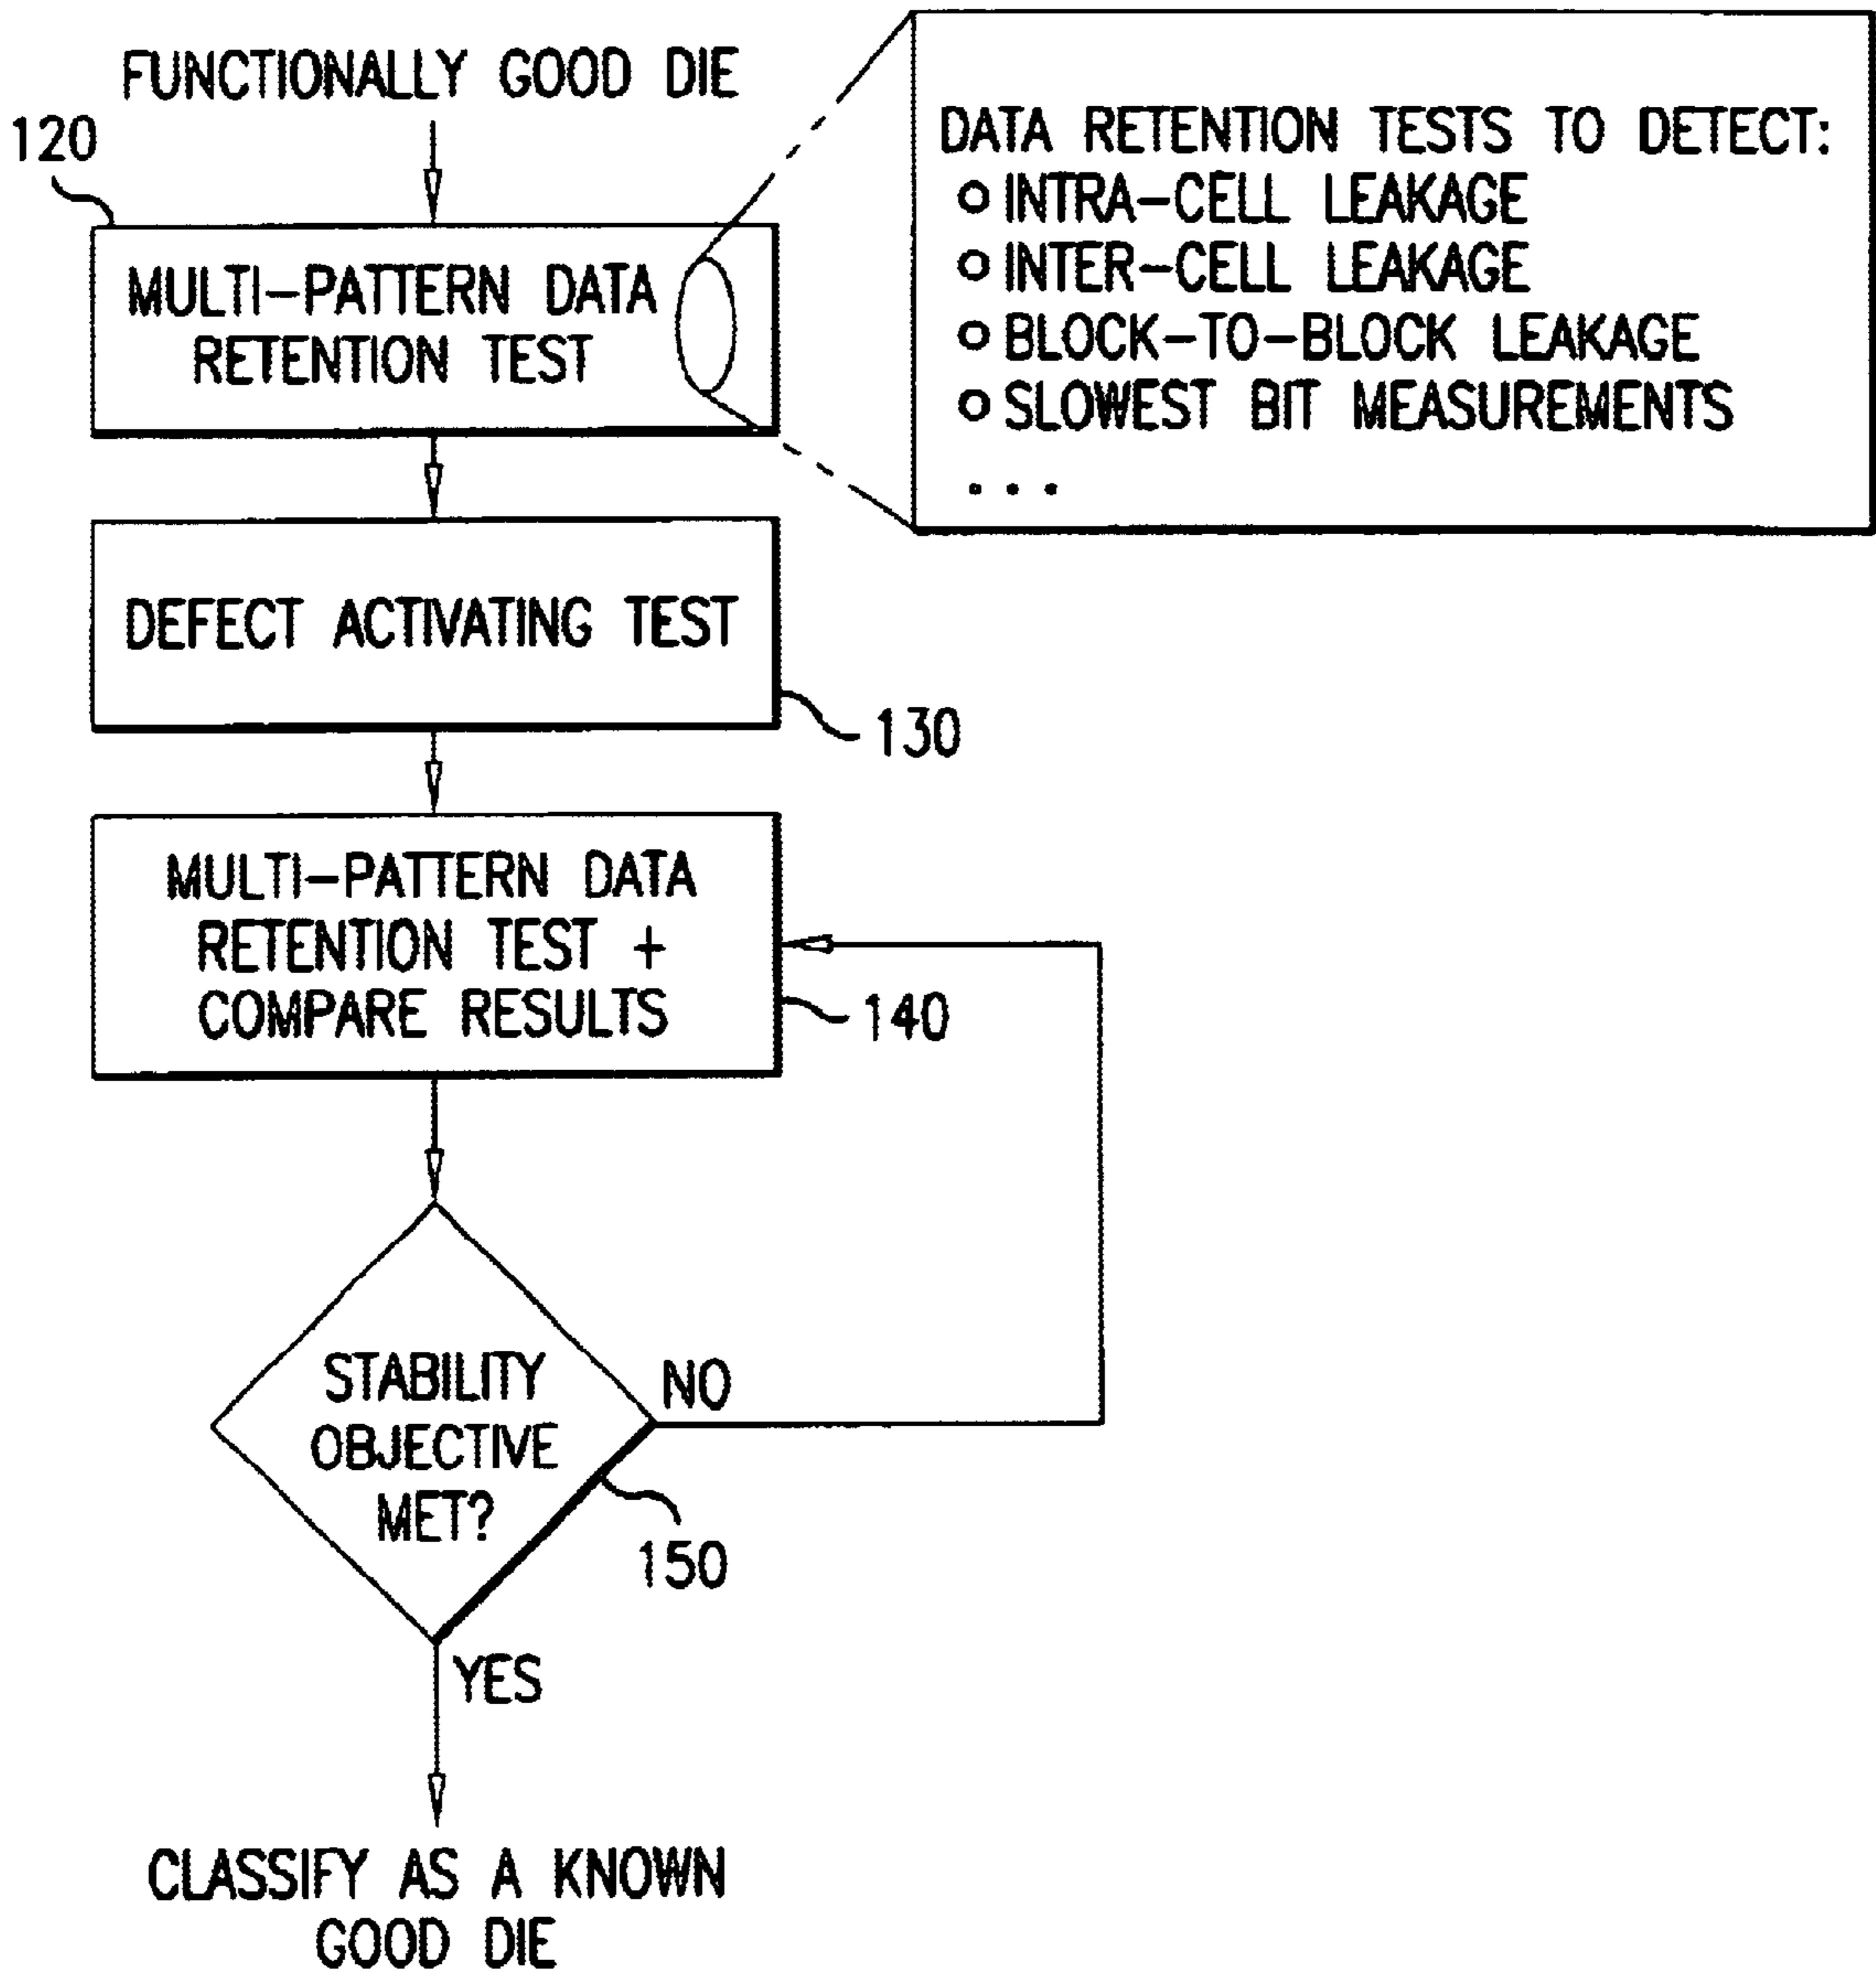 FUNCTIONALLY GOOD DIE
120
MULTI-PATTERN DATA
RETENTION TEST
DATA RETENTION TESTS TO DETECT:
○ INTRA-CELL LEAKAGE
○ INTER-CELL LEAKAGE
○ BLOCK-TO-BLOCK LEAKAGE
○ SLOWEST BIT MEASUREMENTS
. . .
DEFECT ACTIVATING TEST
130
MULTI-PATTERN DATA
RETENTION TEST +
COMPARE RESULTS
140
STABILITY
OBJECTIVE
MET?
NO
150
YES
CLASSIFY AS A KNOWN
GOOD DIE